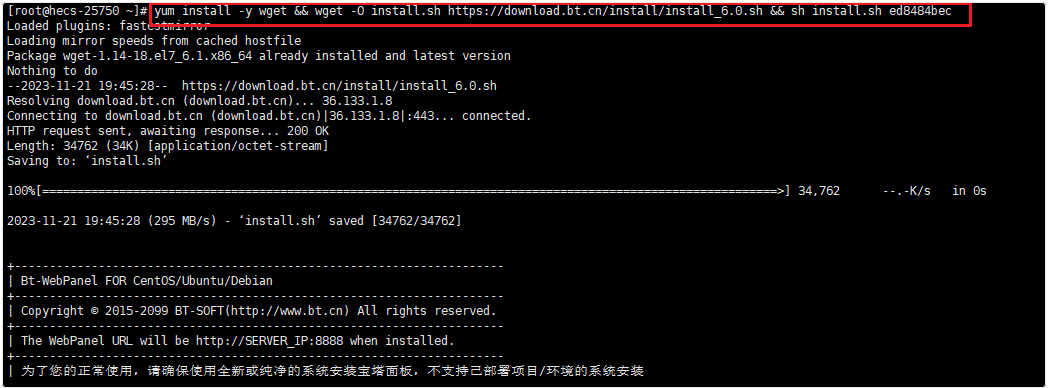 [root@hecs-25750 ~]# yum install -y wget && wget -O install.sh https://download.bt.cn/install/install_6.0.sh && sh install.sh ed8484bec
Loaded plugins: fastestmirror
Loading mirror speeds from cached hostfile
Package wget-1.14-18.el7_6.1.x86_64 already installed and latest version
Nothing to do
--2023-11-21 19:45:28--  https://download.bt.cn/install/install_6.0.sh
Resolving download.bt.cn (download.bt.cn)... 36.133.1.8
Connecting to download.bt.cn (download.bt.cn)|36.133.1.8|:443... connected.
HTTP request sent, awaiting response... 200 OK
Length: 34762 (34K) [application/octet-stream]
Saving to: ‘install.sh’
100%[=========================================================================================================>] 34,762      --.-K/s   in 0s
2023-11-21 19:45:28 (295 MB/s) - ‘install.sh’ saved [34762/34762]
+----------------------------------------------------------------------
| Bt-WebPanel FOR CentOS/Ubuntu/Debian
+----------------------------------------------------------------------
| Copyright © 2015-2099 BT-SOFT(http://www.bt.cn) All rights reserved.
+----------------------------------------------------------------------
| The WebPanel URL will be http://SERVER_IP:8888 when installed.
+----------------------------------------------------------------------
| 为了您的正常使用，请确保使用全新或纯净的系统安装宝塔面板，不支持已部署项目/环境的系统安装